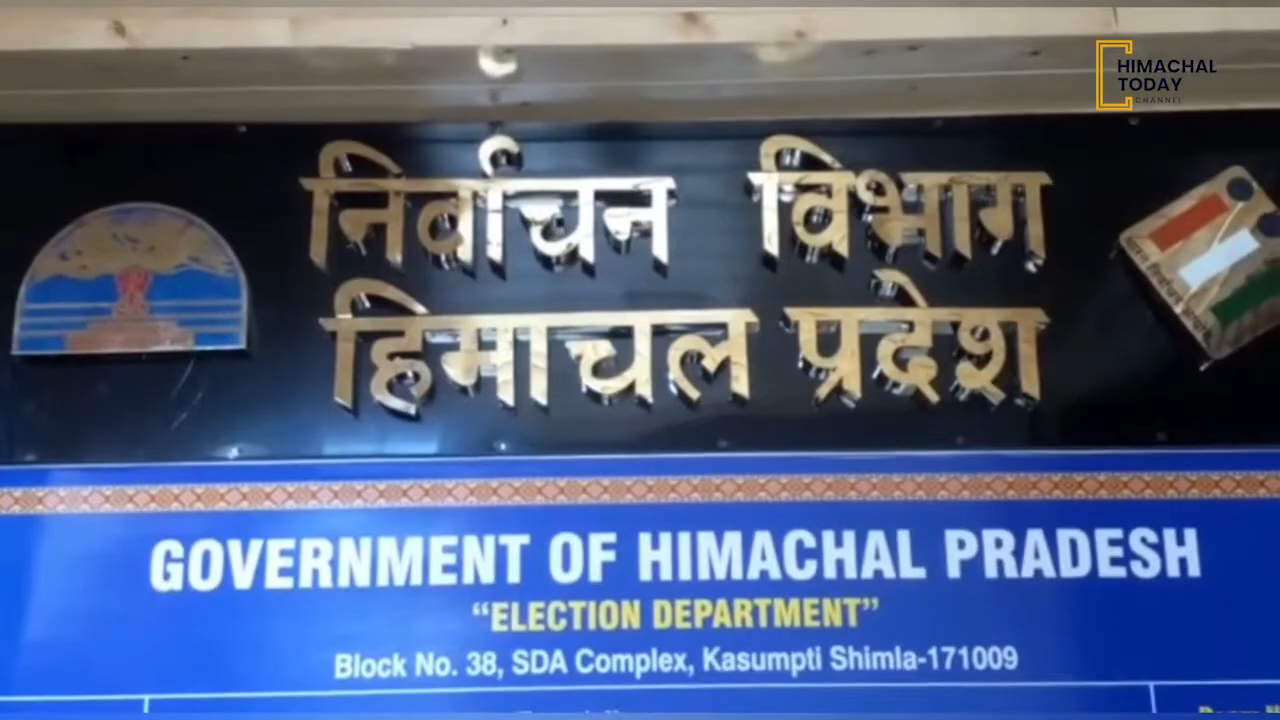 HIMACHAL
TODAY
CHANNEL
निर्वाचन विभाग
हिमाचल प्रदेश
GOVERNMENT OF HIMACHAL PRADESH
“ELECTION DEPARTMENT”
Block No. 38, SDA Complex, Kasumpti Shimla-171009